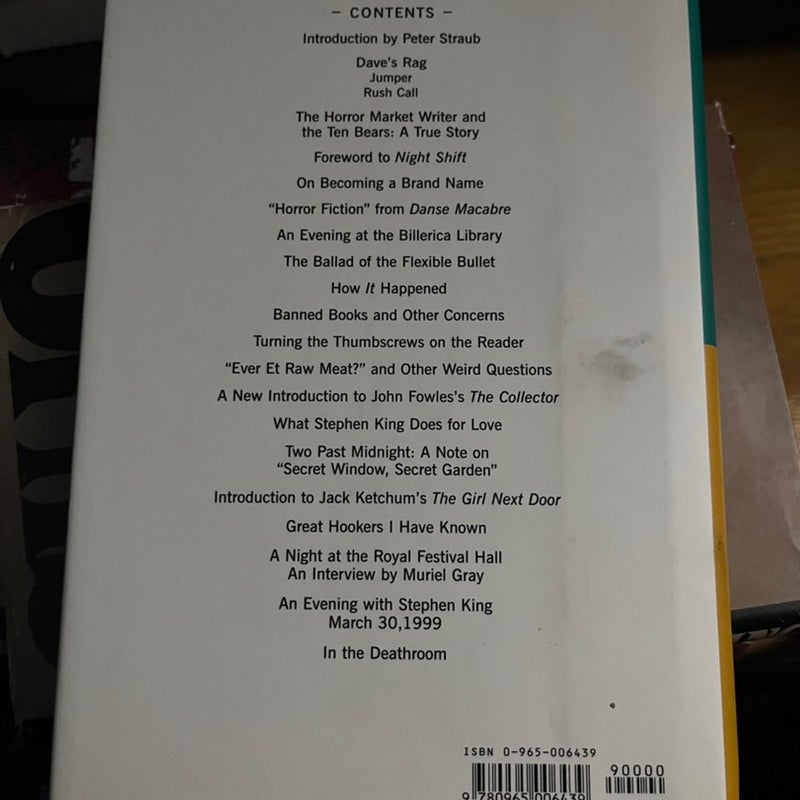 – CONTENTS –
Introduction by Peter Straub
Dave's Rag
Jumper
Rush Call
The Horror Market Writer and
the Ten Bears: A True Story
Foreword to Night Shift
On Becoming a Brand Name
“Horror Fiction” from Danse Macabre
An Evening at the Billerica Library
The Ballad of the Flexible Bullet
How It Happened
Banned Books and Other Concerns
Turning the Thumbscrews on the Reader
“Ever Et Raw Meat?” and Other Weird Questions
A New Introduction to John Fowles's The Collector
What Stephen King Does for Love
Two Past Midnight: A Note on
“Secret Window, Secret Garden”
Introduction to Jack Ketchum's The Girl Next Door
Great Hookers I Have Known
A Night at the Royal Festival Hall
An Interview by Muriel Gray
An Evening with Stephen King
March 30,1999
In the Deathroom
ISBN 0-965-006439
90000
9 780965 006439